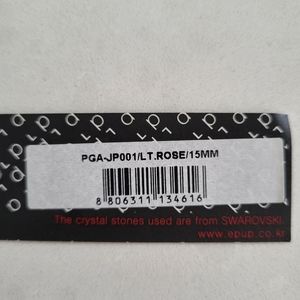 PGA-JP001/LT.ROSE/15MM
8 806311 134616
The crystal stones used are from SWAROVSKI.
www.epup.co.kr